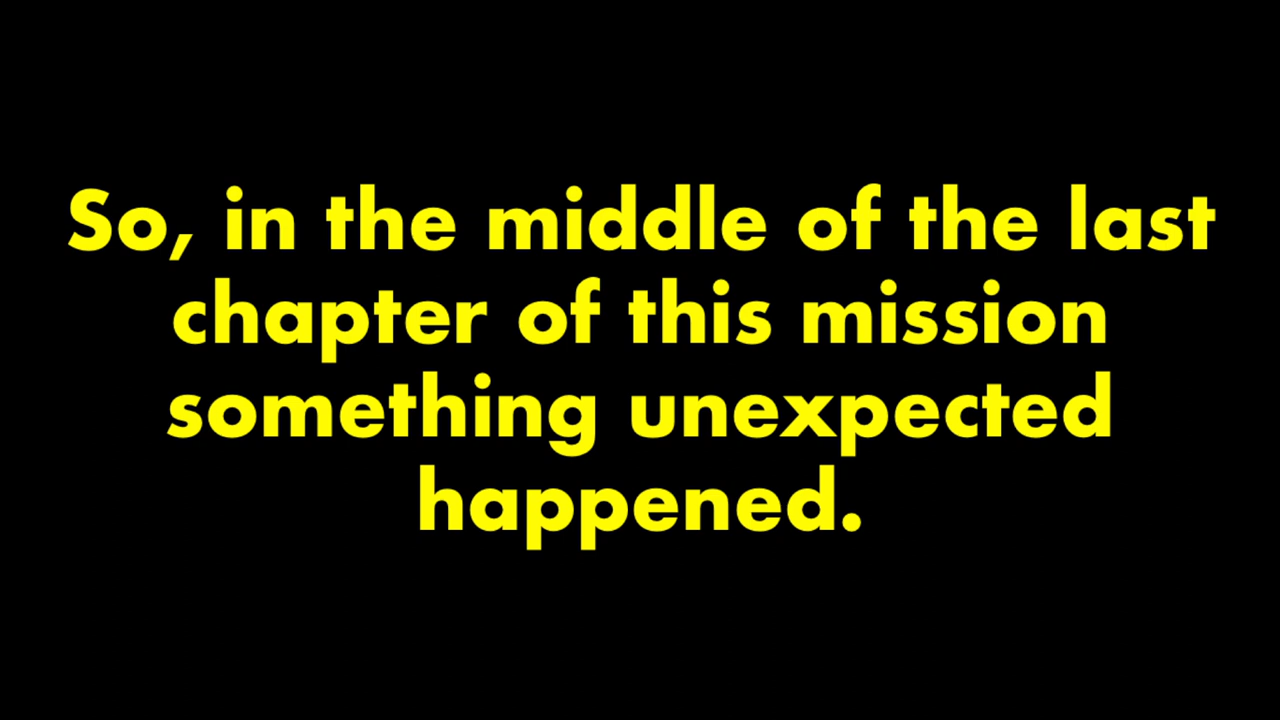 So, in the middle of the last
chapter of this mission
something unexpected
happened.